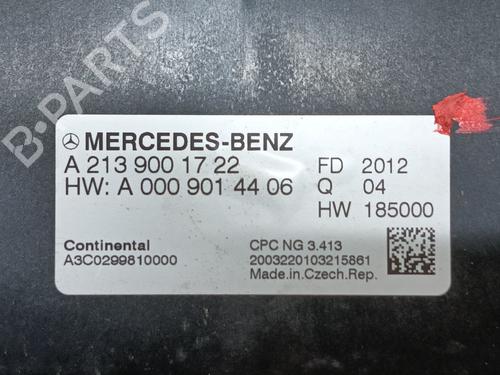 B-PARTS
MERCEDES-BENZ
A 213 900 17 22 FD 2012
HW: A 000 901 44 06 Q 04
HW 185000
Continental CPC NG 3.413
A3C0299810000 2003220103215861
Made.in.Czech.Rep.